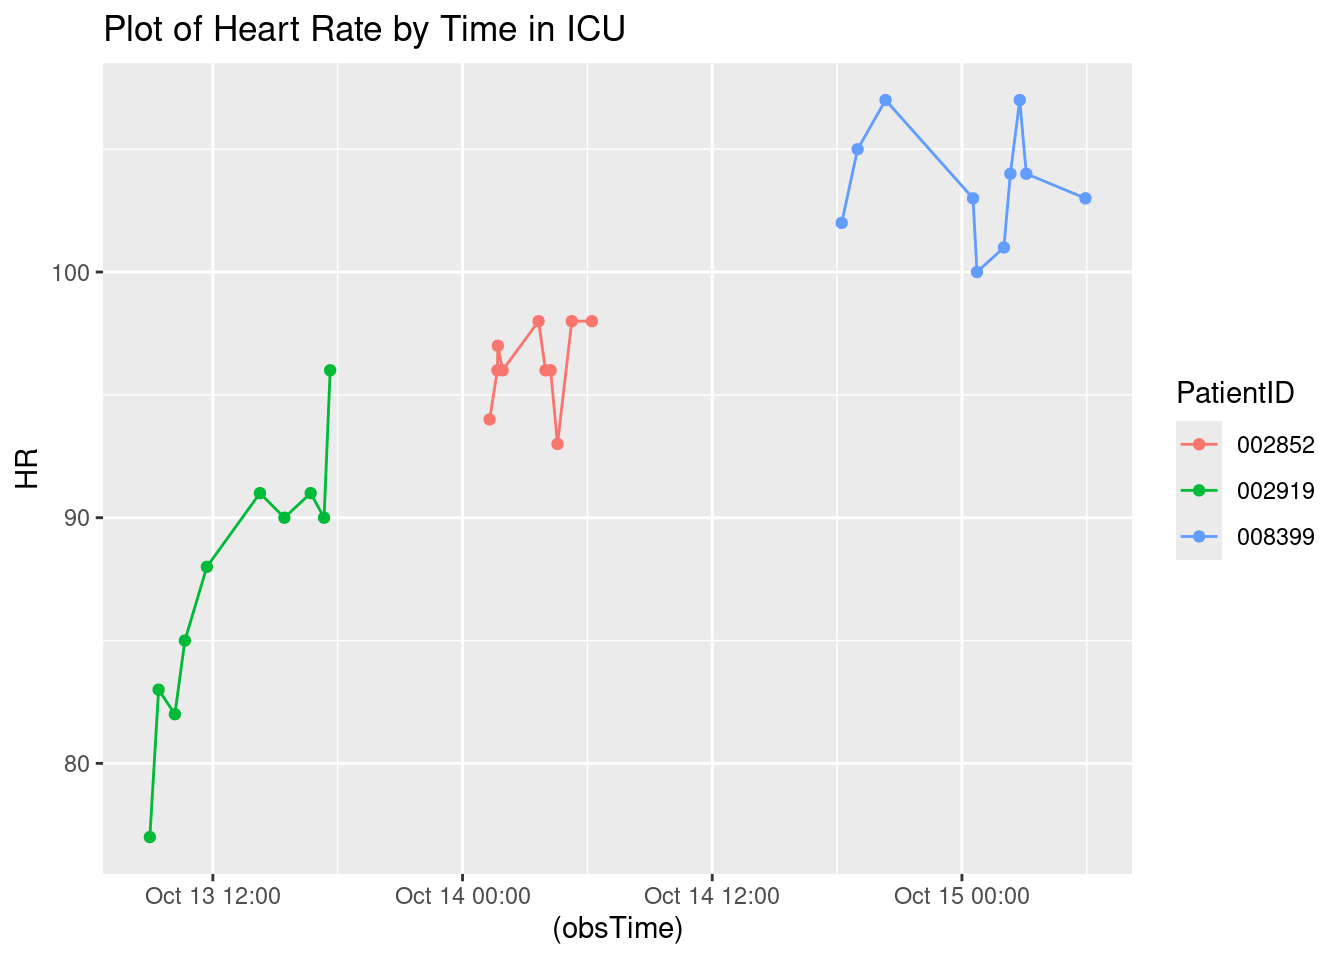 Plot of Heart Rate by Time in ICU
HR
100
90
80
Oct 13 12:00
Oct 14 00:00
Oct 14 12:00
Oct 15 00:00
(obsTime)
PatientID
002852
002919
008399